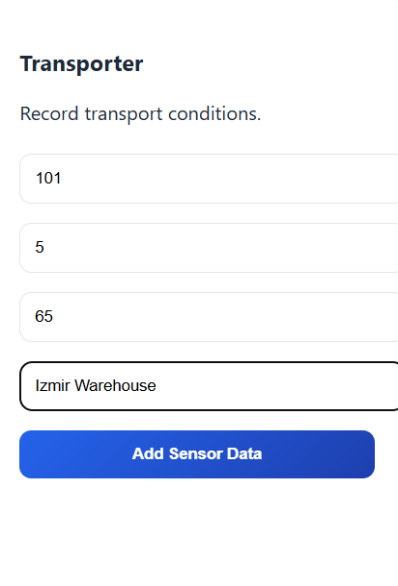 Transporter
Record transport conditions.
101
5
65
Izmir Warehouse
Add Sensor Data